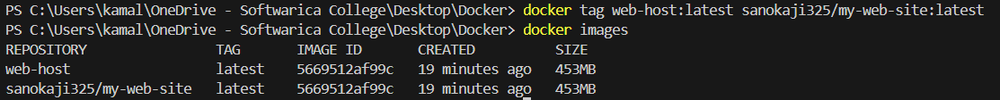 PS C:\Users\kamal\OneDrive - Softwarica College\Desktop\Docker> docker tag web-host:latest sanokaji325/my-web-site:latest
PS C:\Users\kamal\OneDrive - Softwarica College\Desktop\Docker> docker images
REPOSITORY TAG IMAGE ID CREATED SIZE
web-host latest 5669512af99c 19 minutes ago 453MB
sanokaji325/my-web-site latest 5669512af99c 19 minutes ago 453MB